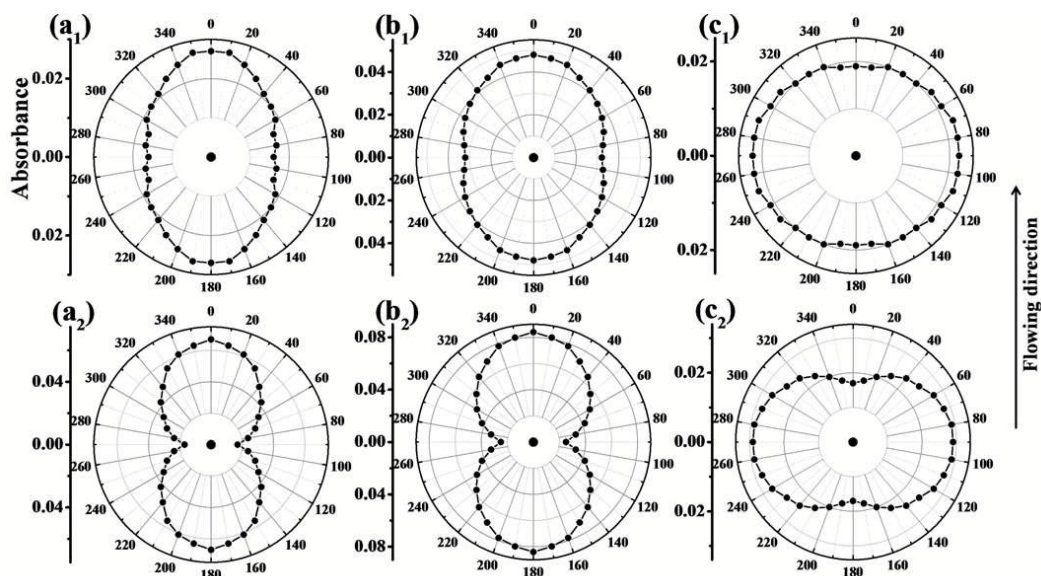 (a1) 340 0 20 (b1) 340 0 20 (c1) 340 0 20
320 40 320 40 320 40
0.02 300 60 0.04 300 60 0.02 300 60
280 80 0.02 280 80 280 80
Absorbance
0.00 0.00 0.00
260 100 260 100 260 100
240 120 0.02 240 120 240 120
0.02 220 140 0.04 220 140 0.02 220 140
200 180 160 200 180 160 200 180 160
Flowing direction
(a2) 340 0 20 (b2) 340 0 20 (c2) 340 0 20
320 40 0.08 320 40 320 40
0.04 300 60 0.04 300 60 0.02 300 60
280 80 280 80 280 80
0.00 0.00 0.00
260 100 260 100 260 100
0.04 240 120 0.04 240 120 0.02 240 120
220 140 0.08 220 140 220 140
200 180 160 200 180 160 200 180 160